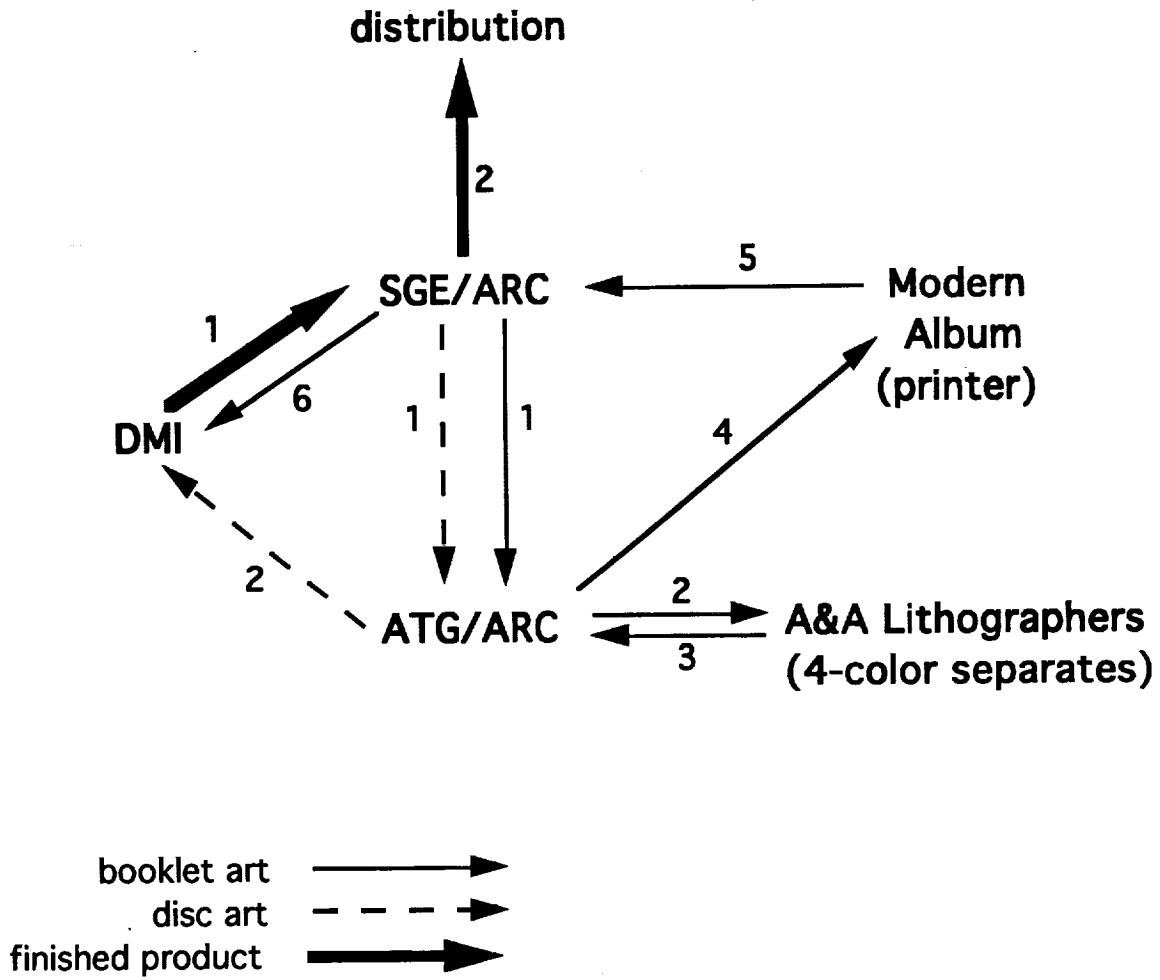 distribution
2
SGE/ARC
5
Modern
Album
(printer)
1
6
DMI
1
1
4
2
ATG/ARC
2
3
A&A Lithographers
(4-color separates)
booklet art
disc art
finished product